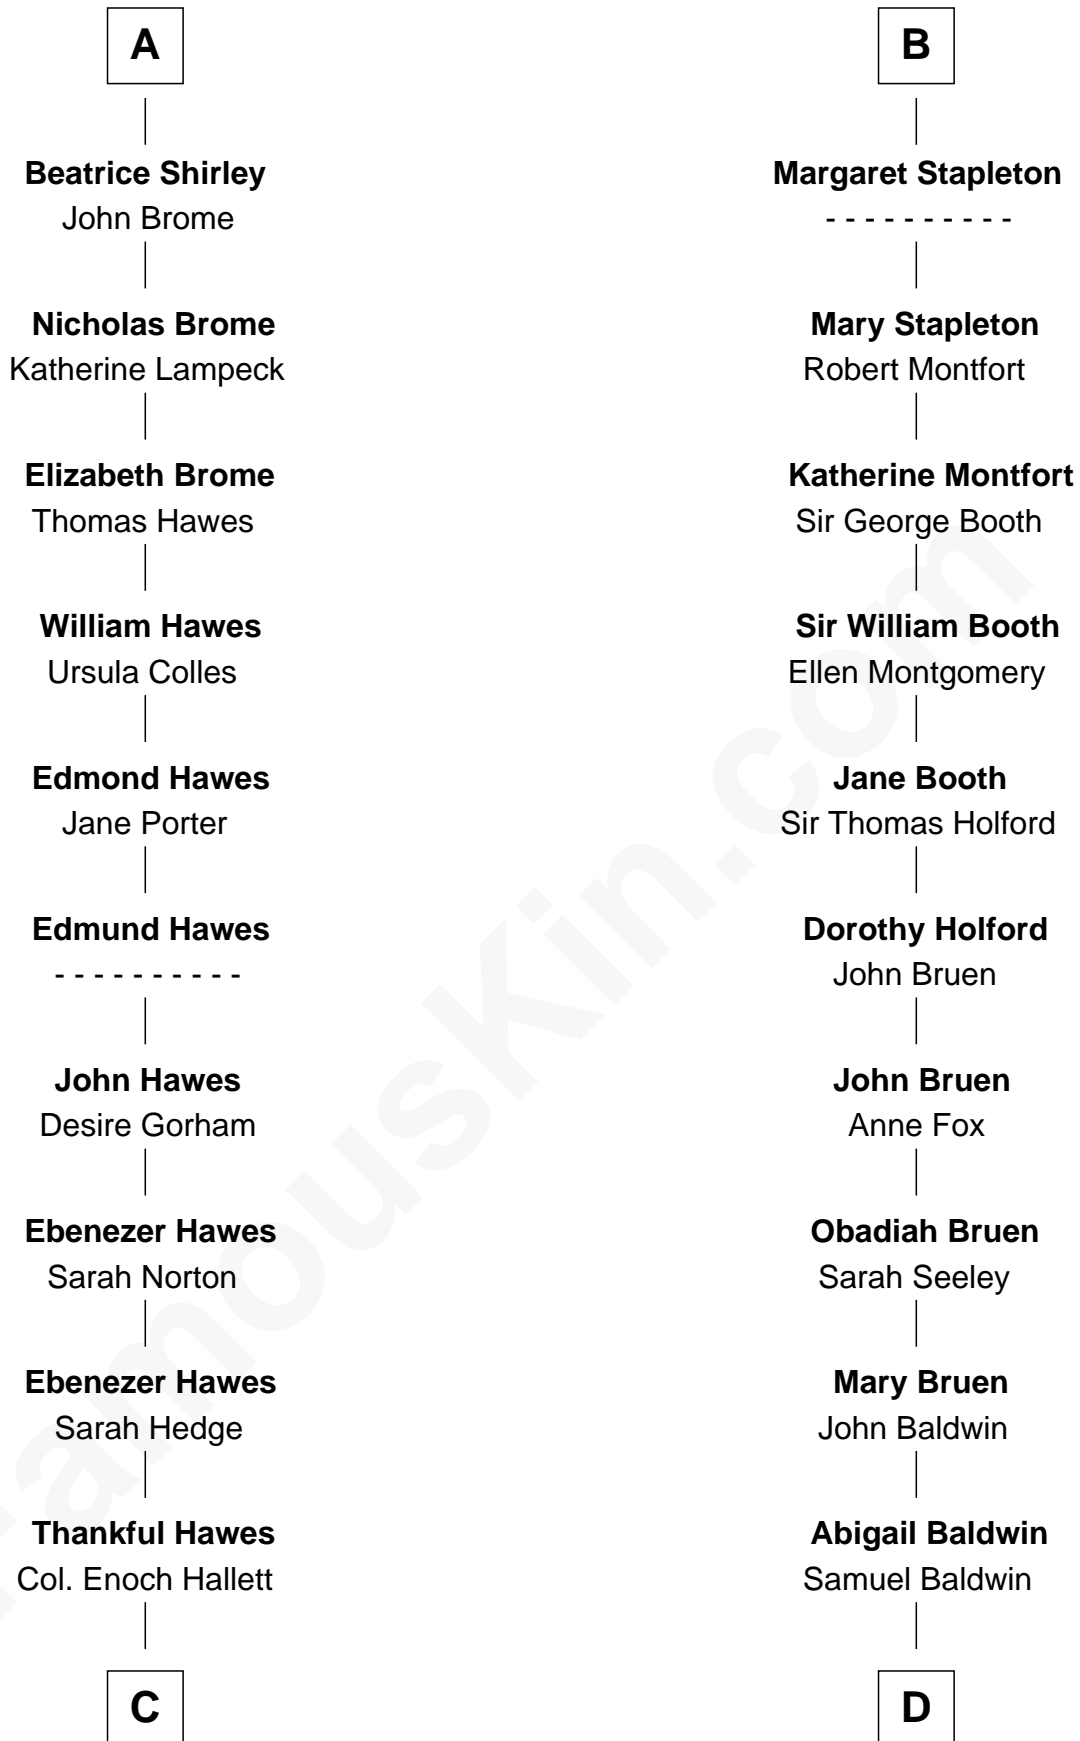 A
Beatrice Shirley
John Brome
Nicholas Brome
Katherine Lampeck
Elizabeth Brome
Thomas Hawes
William Hawes
Ursula Colles
Edmond Hawes
Jane Porter
Edmund Hawes
- - - - - - - - - -
John Hawes
Desire Gorham
Ebenezer Hawes
Sarah Norton
Ebenezer Hawes
Sarah Hedge
Thankful Hawes
Col. Enoch Hallett
C
B
Margaret Stapleton
- - - - - - - - - -
Mary Stapleton
Robert Montfort
Katherine Montfort
Sir George Booth
Sir William Booth
Ellen Montgomery
Jane Booth
Sir Thomas Holford
Dorothy Holford
John Bruen
John Bruen
Anne Fox
Obadiah Bruen
Sarah Seeley
Mary Bruen
John Baldwin
Abigail Baldwin
Samuel Baldwin
D
FamousKin.com